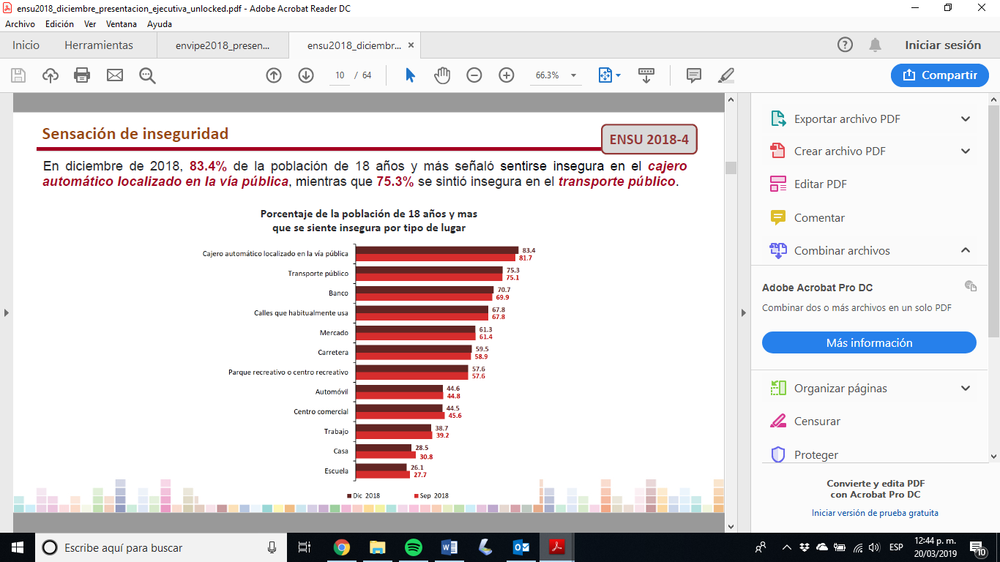 ensu2018_diciembre_presentacion_ejecutiva_unlocked.pdf - Adobe Acrobat Reader DC
Archivo Edición Ver Ventana Ayuda
Inicio Herramientas envipe2018_presen... ensu2018_diciembr... ×
? Iniciar sesión
10 / 64 66.3% Compartir
Sensación de inseguridad
ENSU 2018-4
En diciembre de 2018, 83.4% de la población de 18 años y más señaló sentirse insegura en el cajero
automático localizado en la vía pública, mientras que 75.3% se sintió insegura en el transporte público.
Porcentaje de la población de 18 años y mas
que se siente insegura por tipo de lugar
Cajero automático localizado en la vía pública 83.4
81.7
Transporte público 75.3
75.1
Banco 70.7
69.9
Calles que habitualmente usa 67.8
67.8
Mercado 61.3
61.4
Carretera 59.5
58.9
Parque recreativo o centro recreativo 57.6
57.6
Automóvil 44.6
44.8
Centro comercial 44.5
45.6
Trabajo 38.7
39.2
Casa 28.5
30.8
Escuela 26.1
27.7
Dic 2018 Sep 2018
Exportar archivo PDF
Crear archivo PDF
Editar PDF
Comentar
Combinar archivos
Adobe Acrobat Pro DC
Combinar dos o más archivos en un solo PDF
Más información
Organizar páginas
Censurar
Proteger
Convierte y edita PDF
con Acrobat Pro DC
Iniciar versión de prueba gratuita
Escribe aquí para buscar
ESP
12:44 p. m.
20/03/2019
10